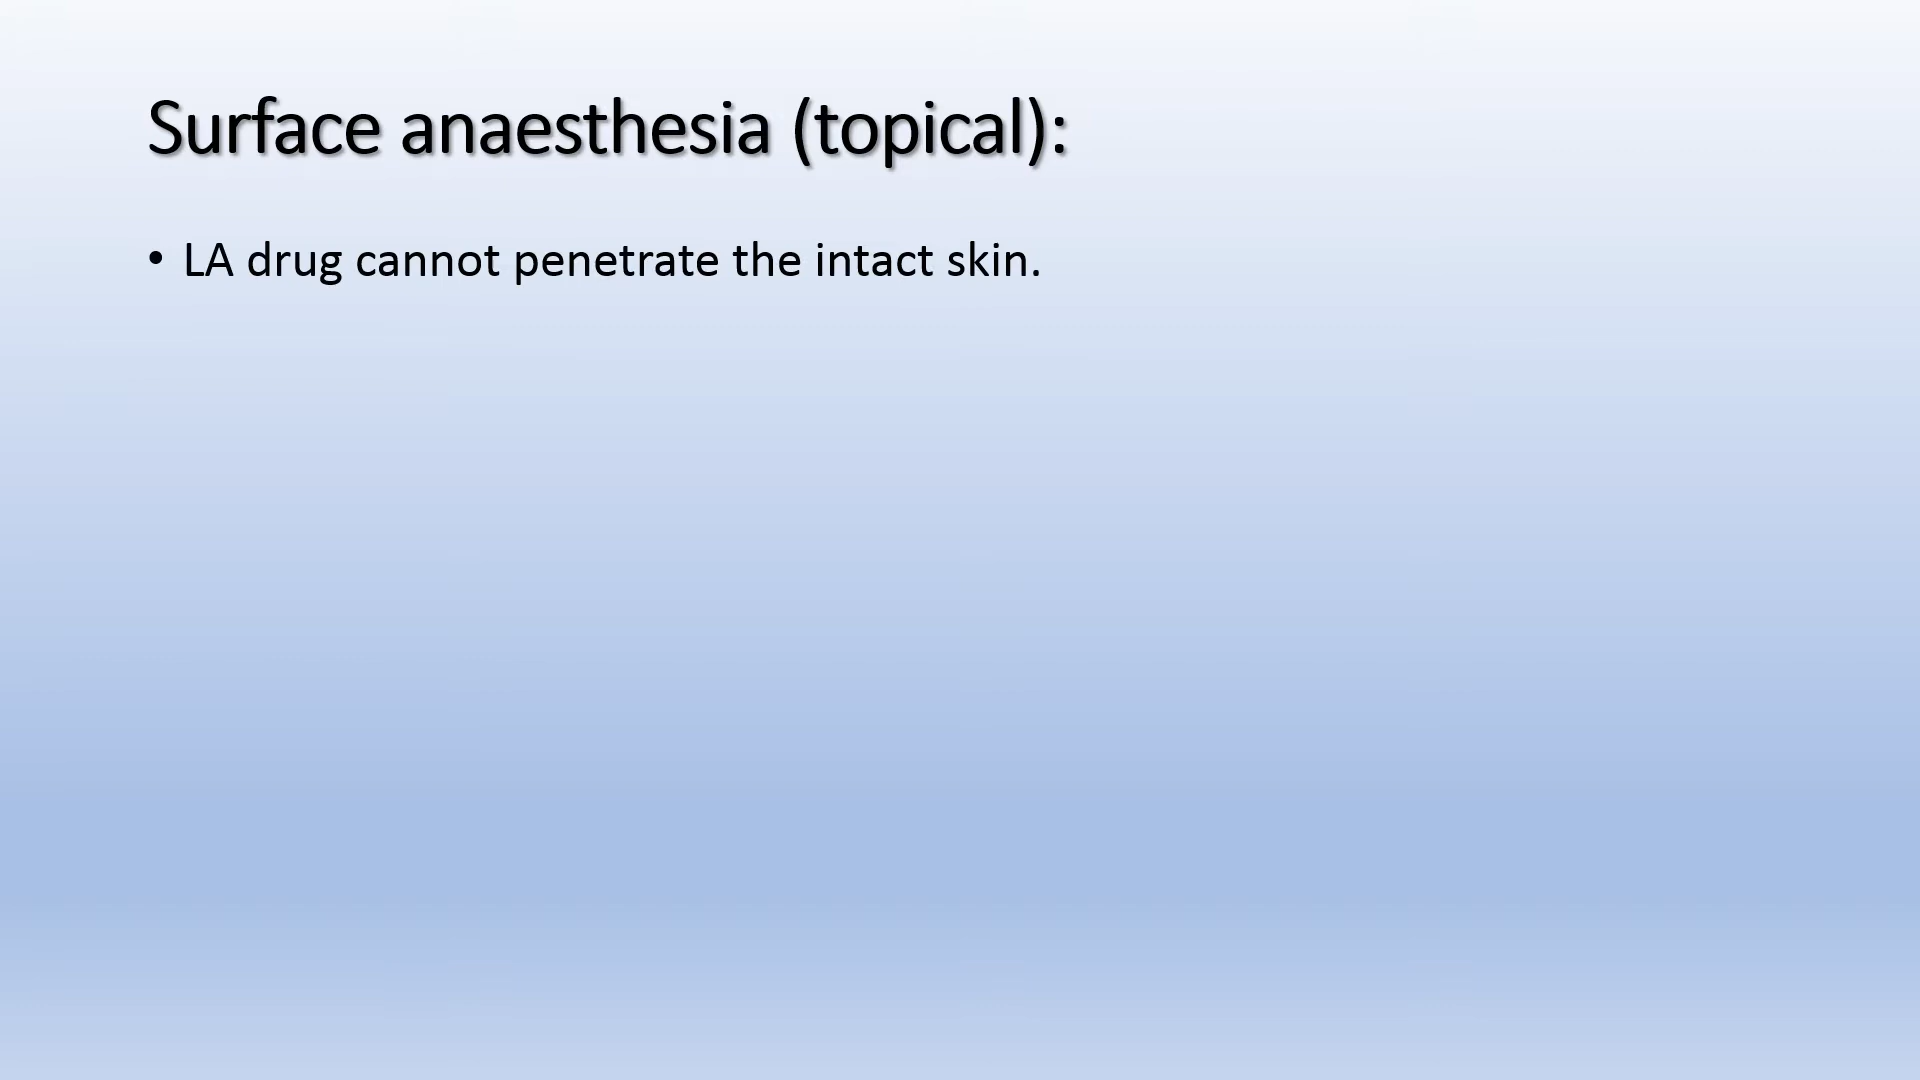 Surface anaesthesia (topical):
• LA drug cannot penetrate the intact skin.